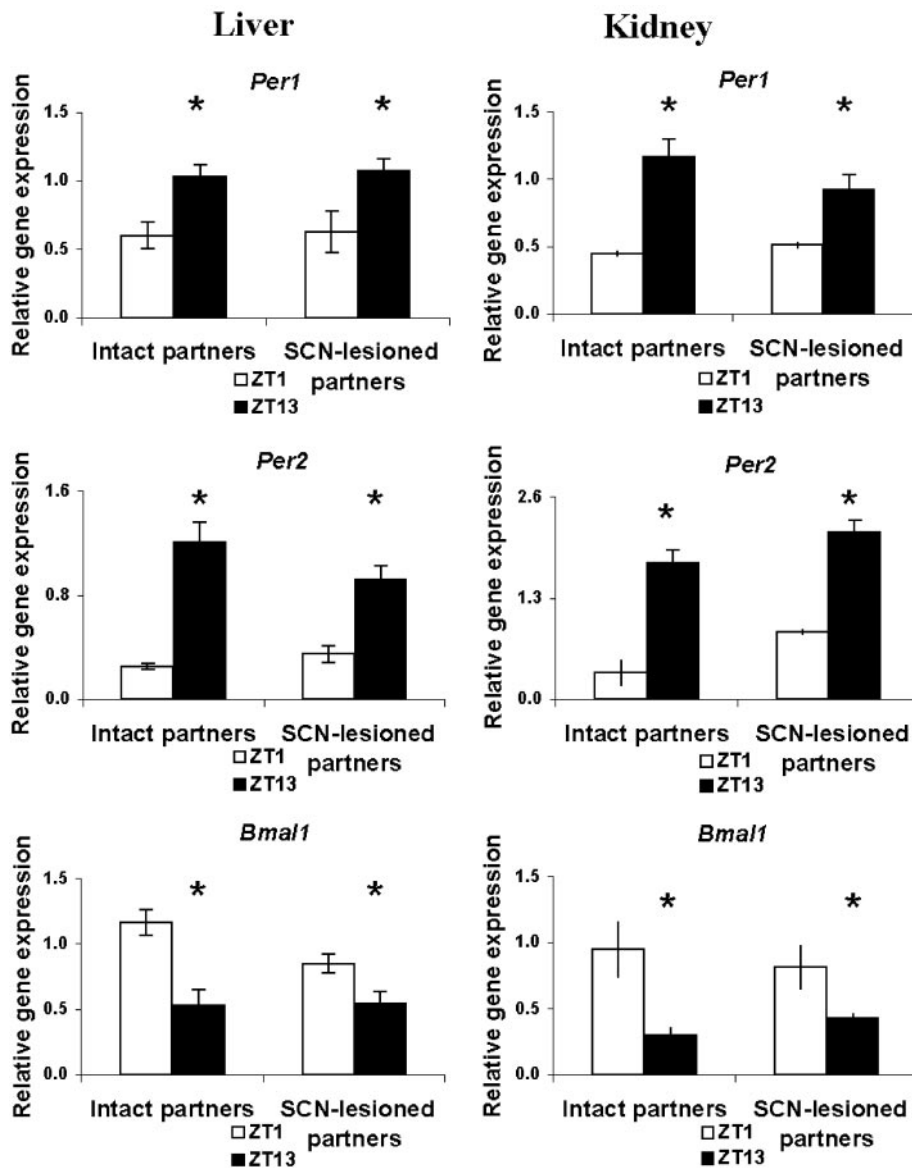 Liver
Kidney
Per1
*
*
Relative gene expression
1.5
1.0
0.5
0.0
Intact partners
SCN-lesioned
partners
ZT1
ZT13
Per1
*
*
Relative gene expression
1.5
1.0
0.5
0.0
Intact partners
SCN-lesioned
partners
ZT1
ZT13
Per2
*
*
Relative gene expression
1.6
0.8
0.0
Intact partners
SCN-lesioned
partners
ZT1
ZT13
Per2
*
*
Relative gene expression
2.6
1.3
0.0
Intact partners
SCN-lesioned
partners
ZT1
ZT13
Bmal1
*
*
Relative gene expression
1.5
1.0
0.5
0.0
Intact partners
SCN-lesioned
partners
ZT1
ZT13
Bmal1
*
*
Relative gene expression
1.5
1.0
0.5
0.0
Intact partners
SCN-lesioned
partners
ZT1
ZT13